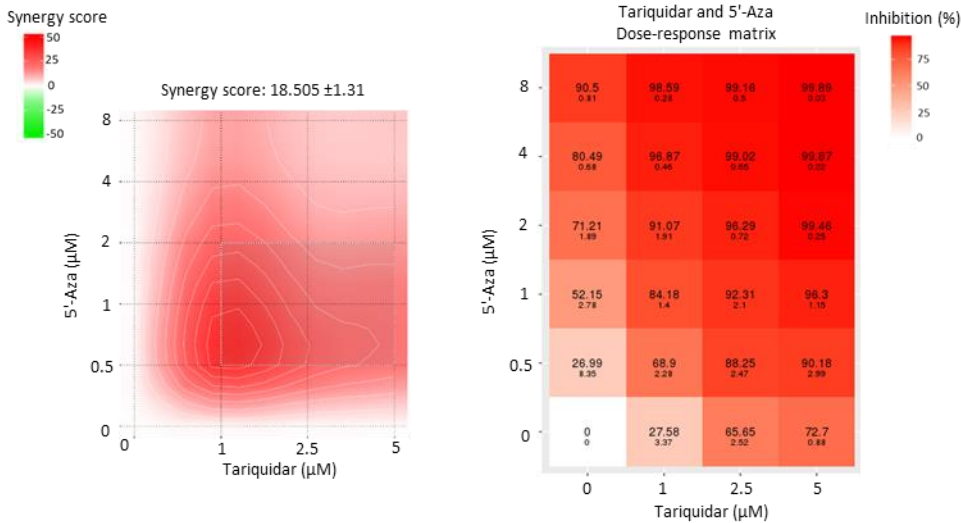 Synergy score
50
25
0
-25
-50
Synergy score: 18.505 ±1.31
8
4
2
1
0.5
0
5'-Aza (µM)
0 1 2.5 5
Tariquidar (µM)
Tariquidar and 5'-Aza
Dose-response matrix
Inhibition (%)
75
50
25
0
8
4
2
1
0.5
0
5'-Aza (µM)
90.5 98.59 99.16 99.89
0.81 0.28 0.5 0.03
80.49 96.87 99.02 99.87
0.68 0.46 0.65 0.02
71.21 91.07 96.29 99.46
1.89 1.91 0.72 0.25
52.15 84.18 92.31 96.3
2.78 1.4 2.1 1.15
26.99 68.9 88.25 90.18
8.35 2.28 2.47 2.99
0 27.58 65.65 72.7
0 3.37 2.52 0.88
0 1 2.5 5
Tariquidar (µM)